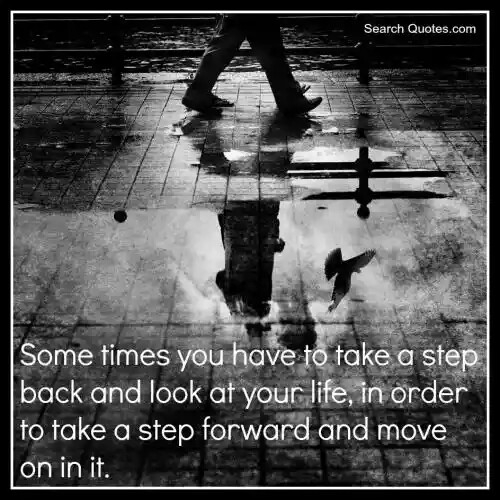 Search Quotes.com
Some times you have to take a step
back and look at your life, in order
to take a step forward and move
on in it.